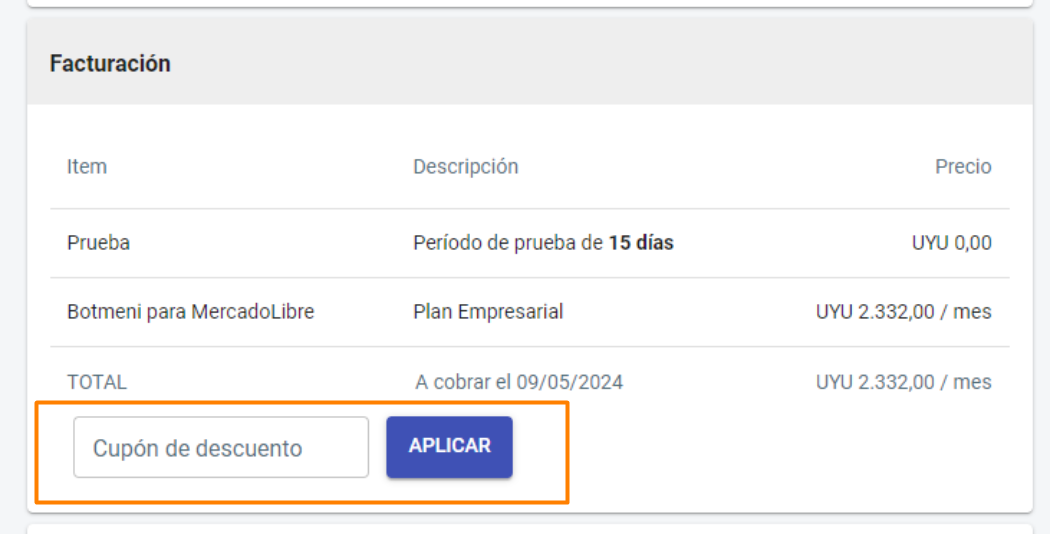 Facturación
Item Descripción Precio
Prueba Período de prueba de 15 días UYU 0,00
Botmeni para MercadoLibre Plan Empresarial UYU 2.332,00 / mes
TOTAL A cobrar el 09/05/2024 UYU 2.332,00 / mes
Cupón de descuento APLICAR